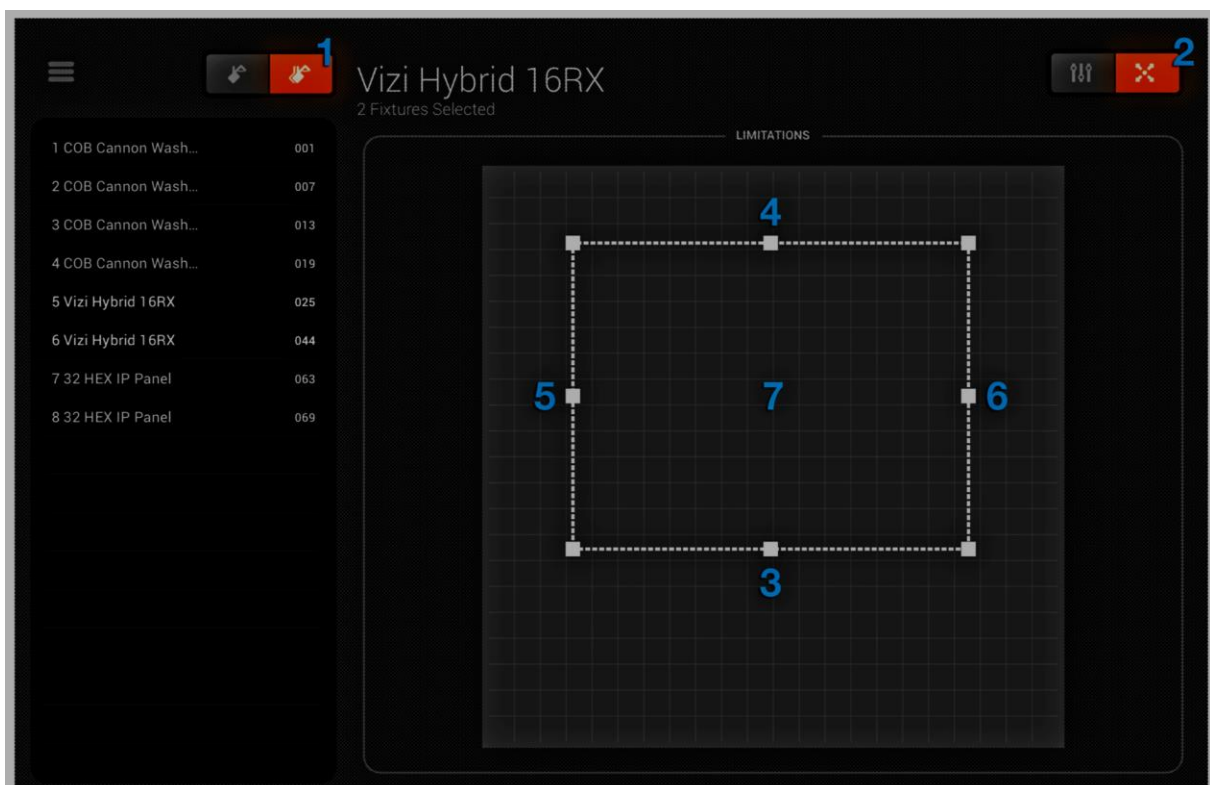 1
2
Vizi Hybrid 16RX
2 Fixtures Selected
LIMITATIONS
1 COB Cannon Wash... 001
2 COB Cannon Wash... 007
3 COB Cannon Wash... 013
4 COB Cannon Wash... 019
5 Vizi Hybrid 16RX 025
6 Vizi Hybrid 16RX 044
7 32 HEX IP Panel 063
8 32 HEX IP Panel 069
4
5 7 6
3